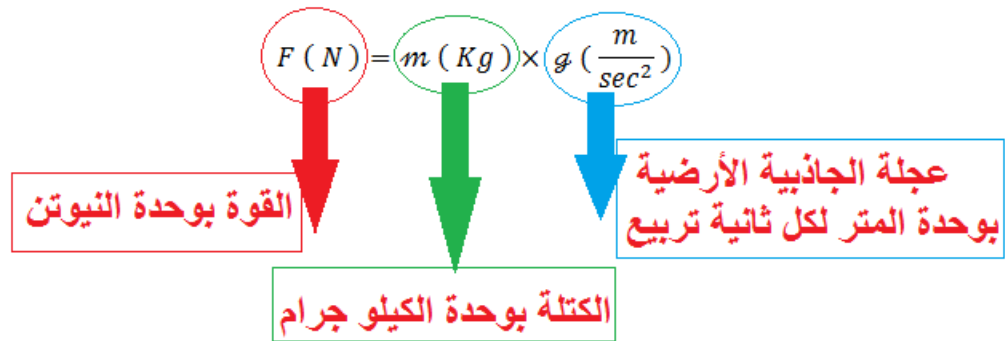 F ( N ) = m ( Kg ) × g ( m / sec² )
عجلة الجاذبية الأرضية
بوحدة المتر لكل ثانية تربيع
القوة بوحدة النيوتن
الكتلة بوحدة الكيلو جرام